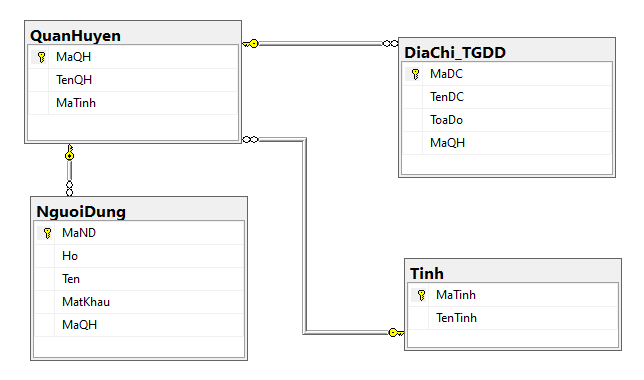 QuanHuyen
MaQH
TenQH
MaTinh
DiaChi_TGDD
MaDC
TenDC
ToaDo
MaQH
NguoiDung
MaND
Ho
Ten
MatKhau
MaQH
Tinh
MaTinh
TenTinh